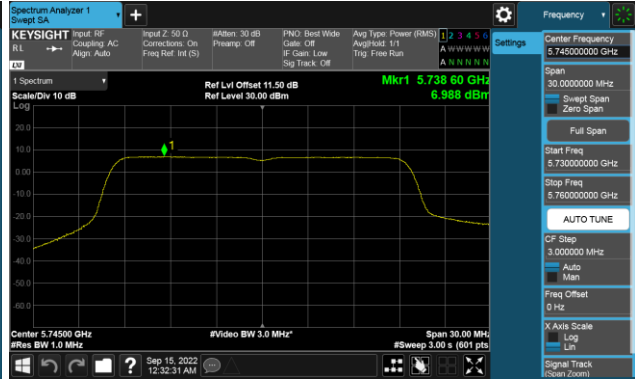 Spectrum Analyzer 1
Swept SA
+
Frequency
KEYSIGHT
RL
LXI
Input: RF
Coupling: AC
Align: Auto
Input Z: 50 Ω
Corrections: On
Freq Ref: Int (S)
#Atten: 30 dB
Preamp: Off
PNO: Best Wide
Gate: Off
IF Gain: Low
Sig Track: Off
Avg Type: Power (RMS)
Avg|Hold: 1/1
Trig: Free Run
1 2 3 4 5 6
A W W W W W
A N N N N N
1 Spectrum
Scale/Div 10 dB
Log
Ref Lvl Offset 11.50 dB
Ref Level 30.00 dBm
Mkr1 5.738 60 GHz
6.988 dBm
20.0
10.0
0.00
-10.0
-20.0
-30.0
-40.0
-50.0
-60.0
1
Center 5.74500 GHz
#Res BW 1.0 MHz
#Video BW 3.0 MHz*
Span 30.00 MHz
#Sweep 3.00 s (601 pts)
?
Sep 15, 2022
12:32:31 AM
Settings
Center Frequency
5.745000000 GHz
Span
30.0000000 MHz
Swept Span
Zero Span
Full Span
Start Freq
5.730000000 GHz
Stop Freq
5.760000000 GHz
AUTO TUNE
CF Step
3.000000 MHz
Auto
Man
Freq Offset
0 Hz
X Axis Scale
Log
Lin
Signal Track
(Span Zoom)